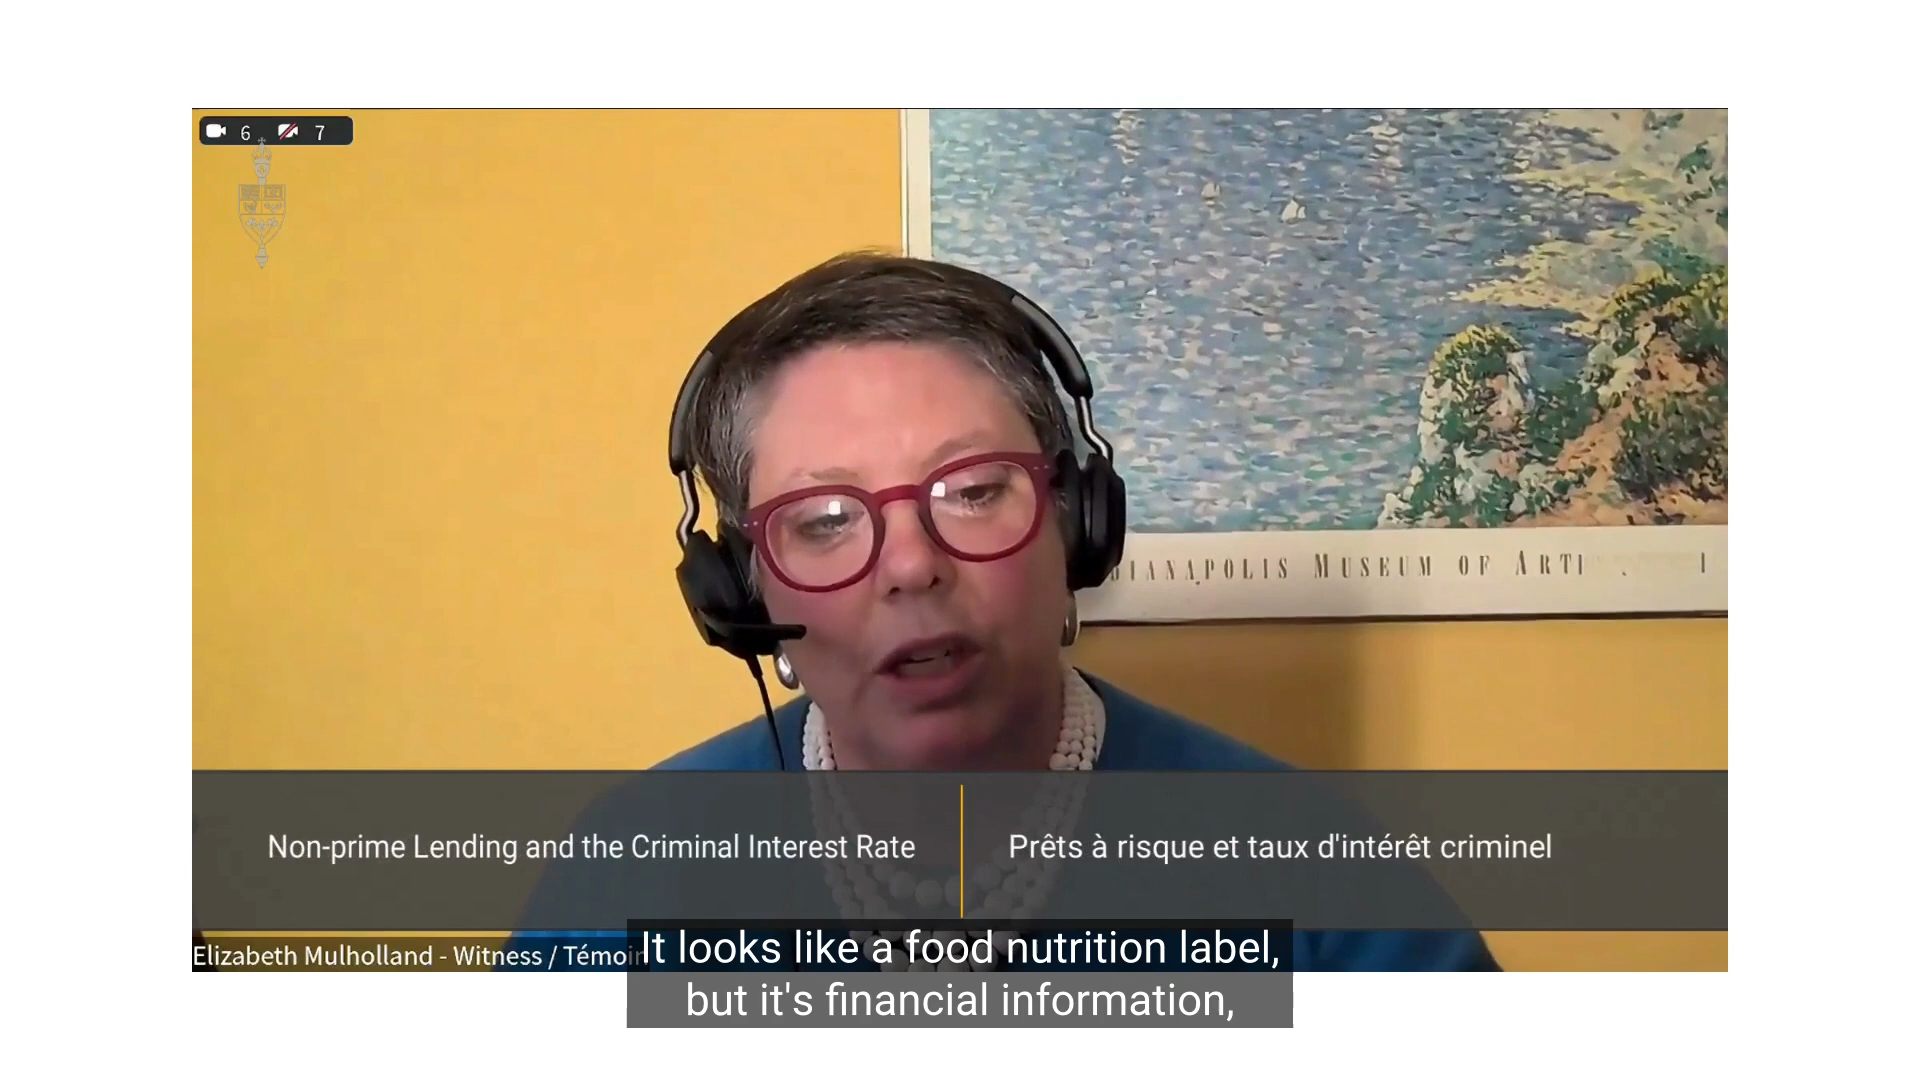 6 7
DIANAPOLIS MUSEUM OF ART
Non-prime Lending and the Criminal Interest Rate
Prêts à risque et taux d'intérêt criminel
Elizabeth Mulholland - Witness / Témoin
It looks like a food nutrition label,
but it's financial information,